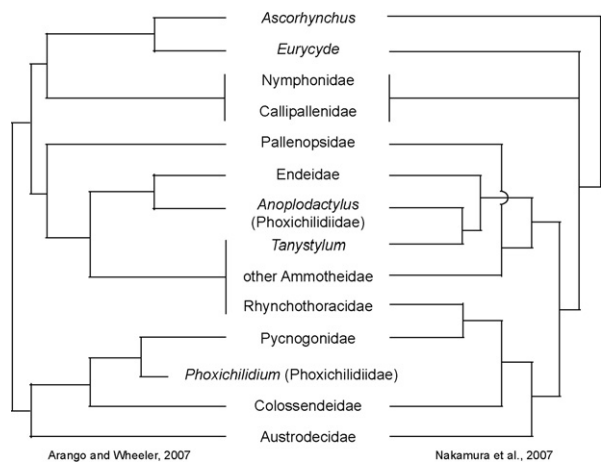 Ascorhynchus
Eurycyde
Nymphonidae
Callipallenidae
Pallenopsidae
Endeidae
Anoplodactylus
(Phoxichilidiidae)
Tanystylum
other Ammotheidae
Rhynchothoracidae
Pycnogonidae
Phoxichilidium (Phoxichilidiidae)
Colossendeidae
Austrodecidae
Arango and Wheeler, 2007
Nakamura et al., 2007